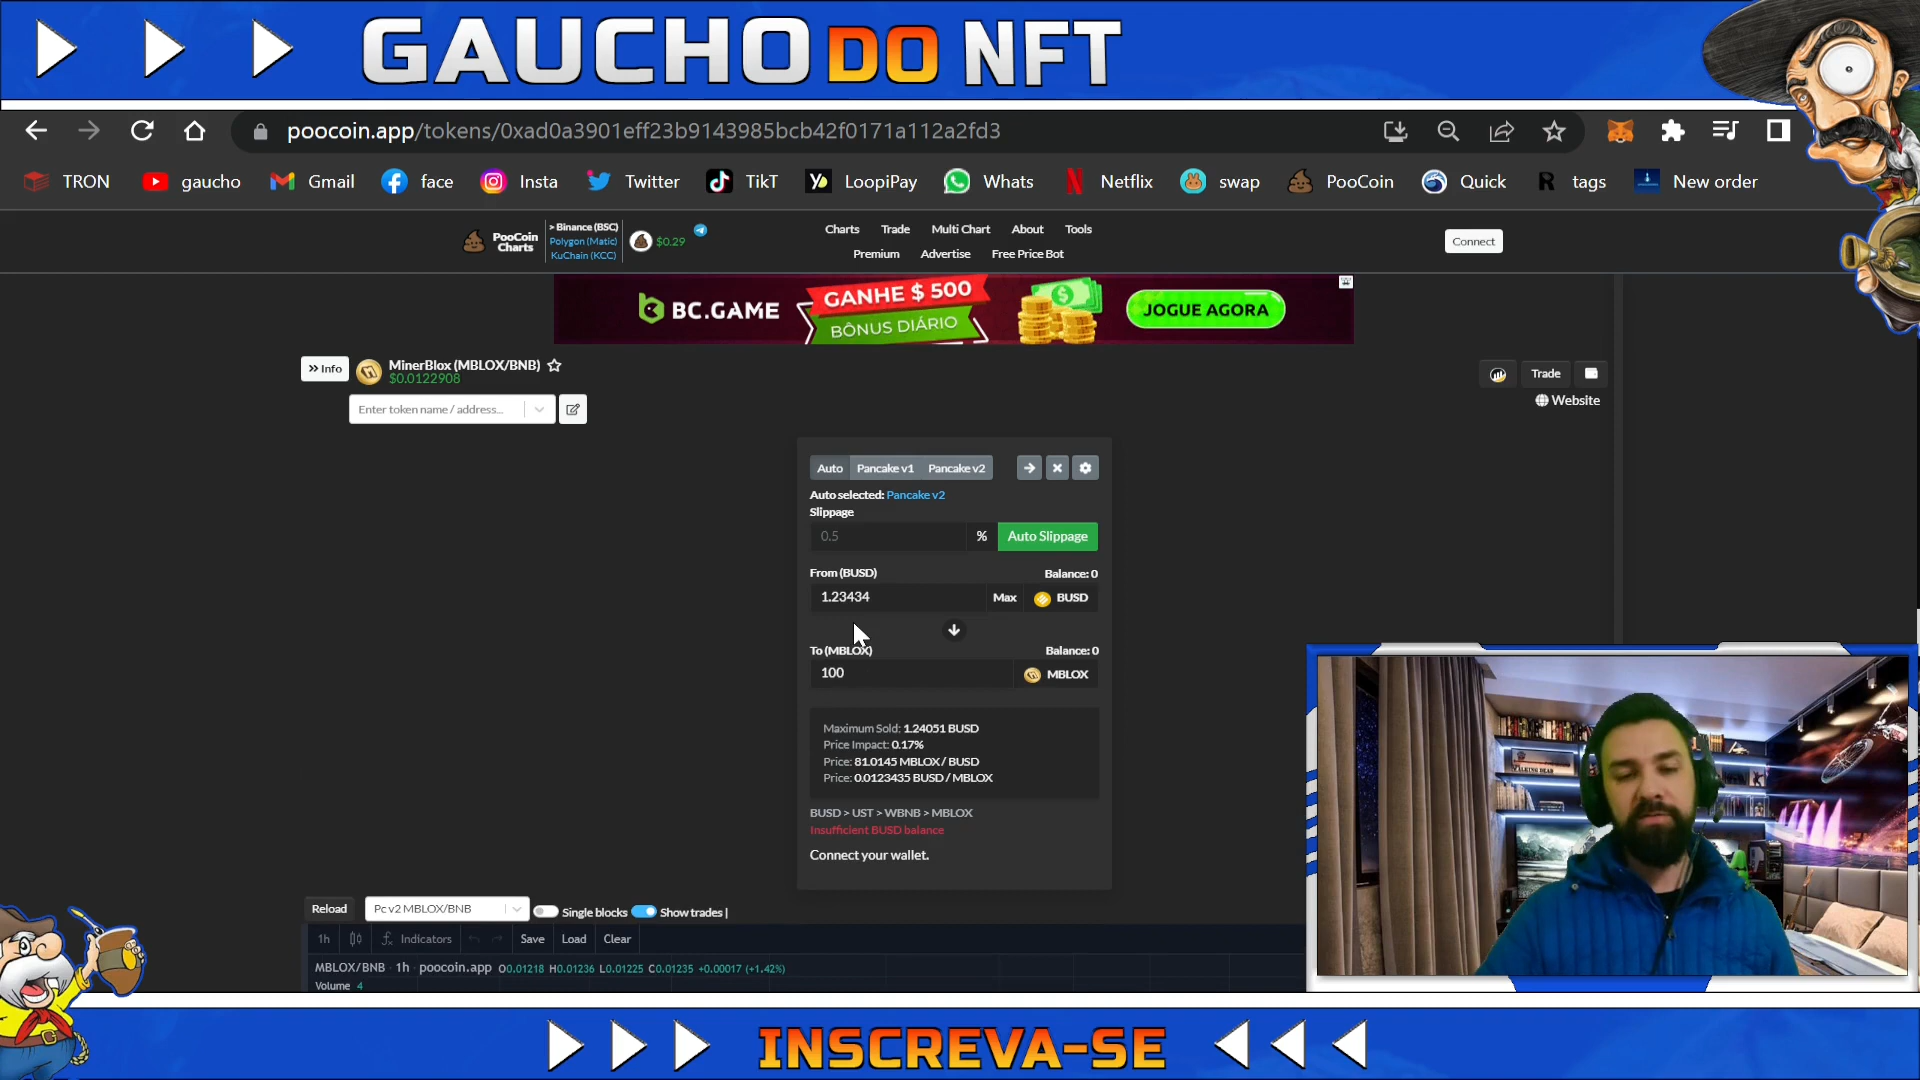 GAUCHO DO NFT
poocoin.app/tokens/0xad0a3901eff23b9143985bcb42f0171a112a2fd3
TRON gaucho Gmail face Insta Twitter TikT LoopiPay Whats Netflix swap PooCoin Quick R tags New order
PooCoin Charts
> Binance (BSC)
Polygon (Matic)
KuChain (KCC)
$0.29
Charts Trade Multi Chart About Tools
Premium Advertise Free Price Bot
Connect
BC.GAME
GANHE $ 500
BÔNUS DIÁRIO
JOGUE AGORA
» Info
MinerBlox (MBLOX/BNB)
$0.0122908
Trade
Enter token name / address...
Website
Auto Pancake v1 Pancake v2
Auto selected: Pancake v2
Slippage
0.5 % Auto Slippage
From (BUSD) Balance: 0
1.23434 Max BUSD
To (MBLOX) Balance: 0
100 MBLOX
Maximum Sold: 1.24051 BUSD
Price Impact: 0.17%
Price: 81.0145 MBLOX / BUSD
Price: 0.0123435 BUSD / MBLOX
BUSD > UST > WBNB > MBLOX
Insufficient BUSD balance
Connect your wallet.
Reload Pc v2 MBLOX/BNB Single blocks Show trades |
1h Indicators Save Load Clear
MBLOX/BNB · 1h · poocoin.app O0.01218 H0.01236 L0.01225 C0.01235 +0.00017 (+1.42%)
Volume 4
WALKING DEAD
INSCREVA-SE